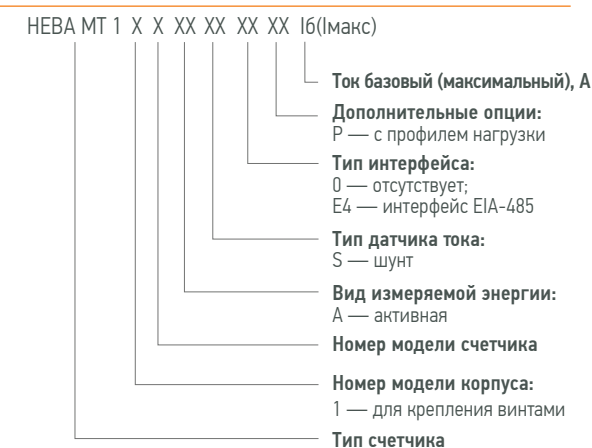 НЕВА МТ 1 X X XX XX XX XX Iб(Iмакс)
Ток базовый (максимальный), А
Дополнительные опции:
P — с профилем нагрузки
Тип интерфейса:
0 — отсутствует;
E4 — интерфейс EIA-485
Тип датчика тока:
S — шунт
Вид измеряемой энергии:
А — активная
Номер модели счетчика
Номер модели корпуса:
1 — для крепления винтами
Тип счетчика